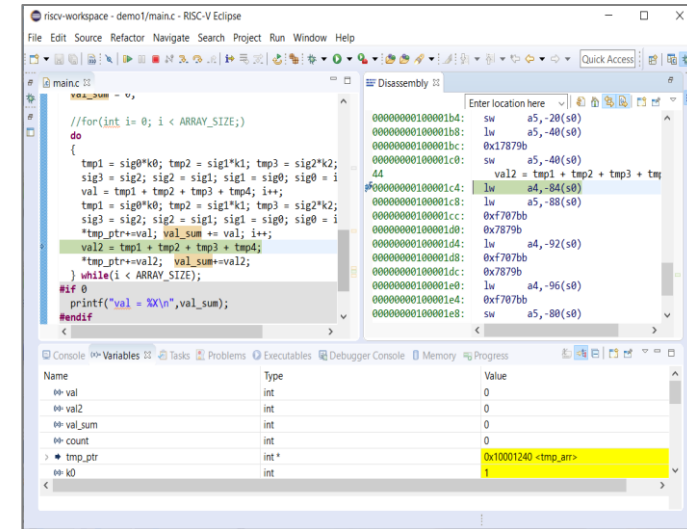 riscv-workspace - demo1/main.c - RISC-V Eclipse
File Edit Source Refactor Navigate Search Project Run Window Help
Quick Access
main.c
val_sum = 0;
//for(int i= 0; i < ARRAY_SIZE;)
do
{
tmp1 = sig0*k0; tmp2 = sig1*k1; tmp3 = sig2*k2;
sig3 = sig2; sig2 = sig1; sig1 = sig0; sig0 = i
val = tmp1 + tmp2 + tmp3 + tmp4; i++;
tmp1 = sig0*k0; tmp2 = sig1*k1; tmp3 = sig2*k2;
sig3 = sig2; sig2 = sig1; sig1 = sig0; sig0 = i
*tmp_ptr+=val; val_sum += val; i++;
val2 = tmp1 + tmp2 + tmp3 + tmp4;
*tmp_ptr+=val2; val_sum+=val2;
} while(i < ARRAY_SIZE);
#if 0
printf("val = %X\n",val_sum);
#endif
Disassembly
Enter location here
00000000100001b4: sw a5,-20(s0)
00000000100001b8: lw a5,-40(s0)
00000000100001bc: 0x17879b
00000000100001c0: sw a5,-40(s0)
44 val2 = tmp1 + tmp2 + tmp3 + tmp
00000000100001c4: lw a4,-84(s0)
00000000100001c8: lw a5,-88(s0)
00000000100001cc: 0xf707bb
00000000100001d0: 0x7879b
00000000100001d4: lw a4,-92(s0)
00000000100001d8: 0xf707bb
00000000100001dc: 0x7879b
00000000100001e0: lw a4,-96(s0)
00000000100001e4: 0xf707bb
00000000100001e8: sw a5,-80(s0)
Console Variables Tasks Problems Executables Debugger Console Memory Progress
Name Type Value
val int 0
val2 int 0
val_sum int 0
count int 0
tmp_ptr int * 0x10001240 <tmp_arr>
k0 int 1